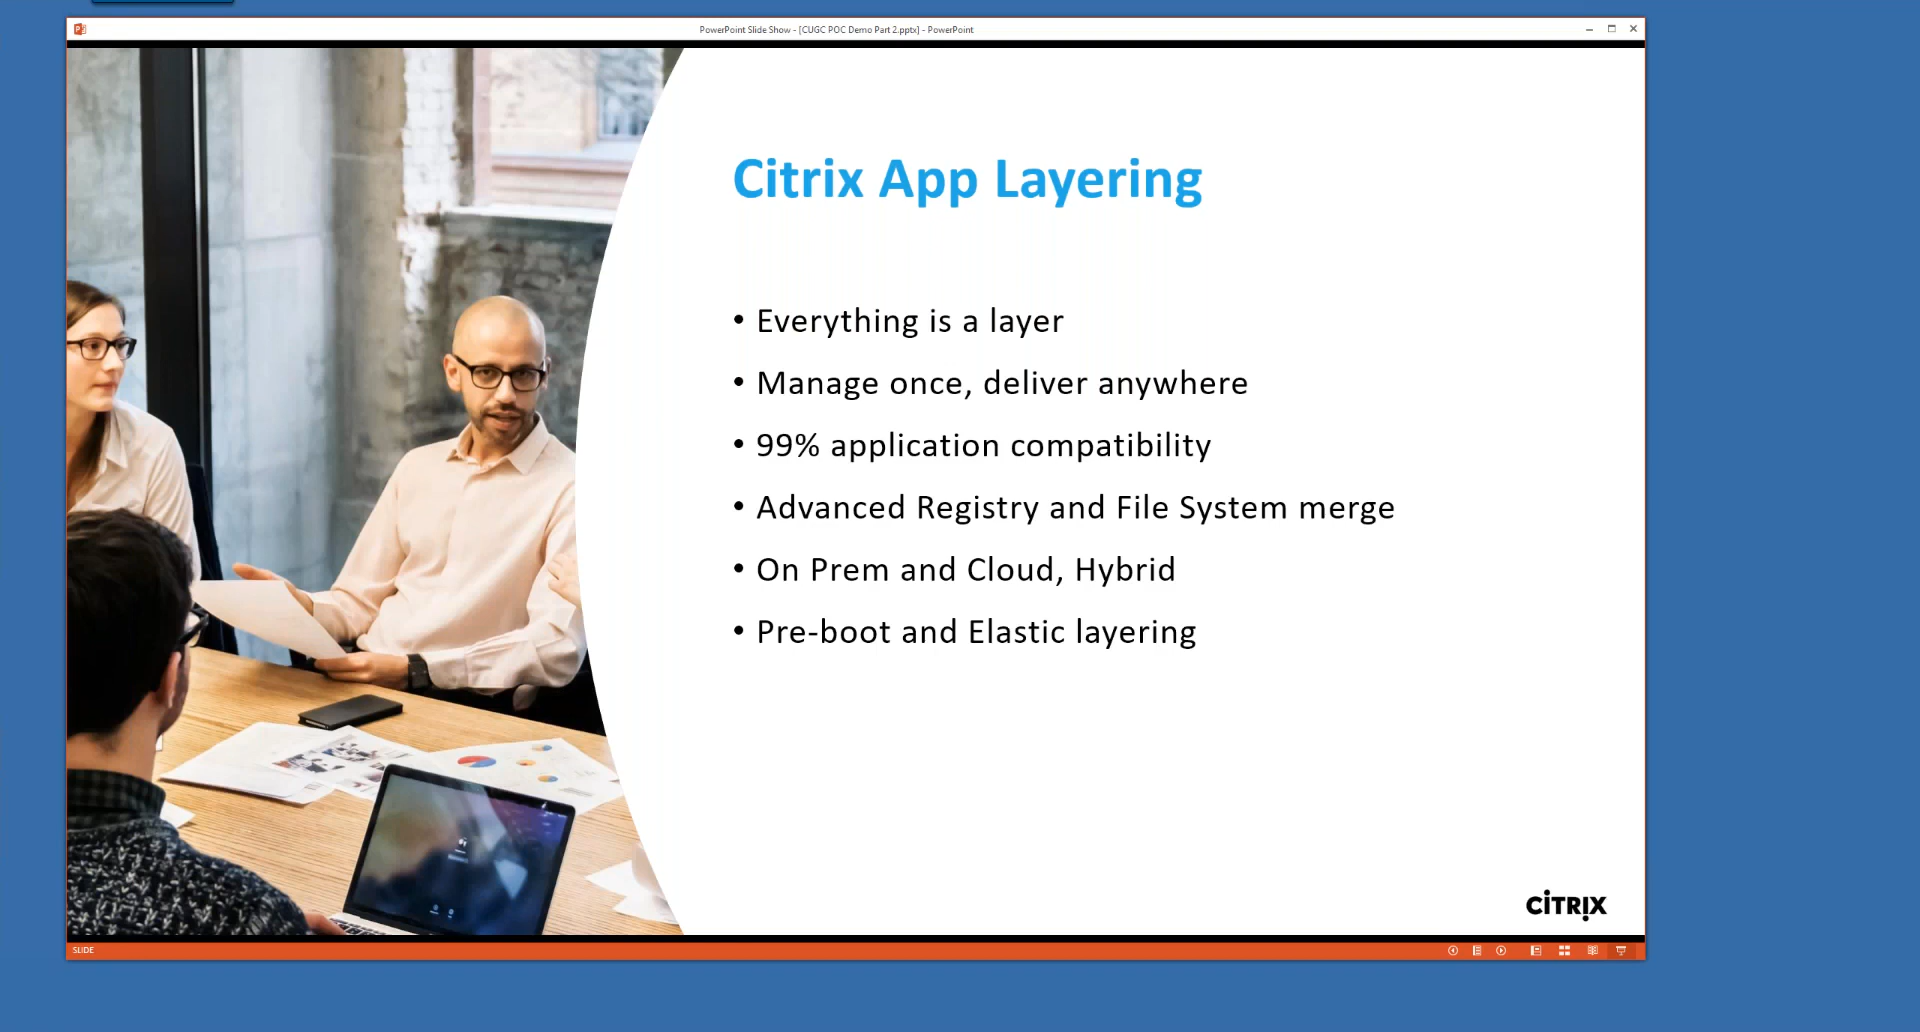 PowerPoint Slide Show - [CUGC POC Demo Part 2.pptx] - PowerPoint
Citrix App Layering
• Everything is a layer
• Manage once, deliver anywhere
• 99% application compatibility
• Advanced Registry and File System merge
• On Prem and Cloud, Hybrid
• Pre-boot and Elastic layering
CİTRIX
SLIDE